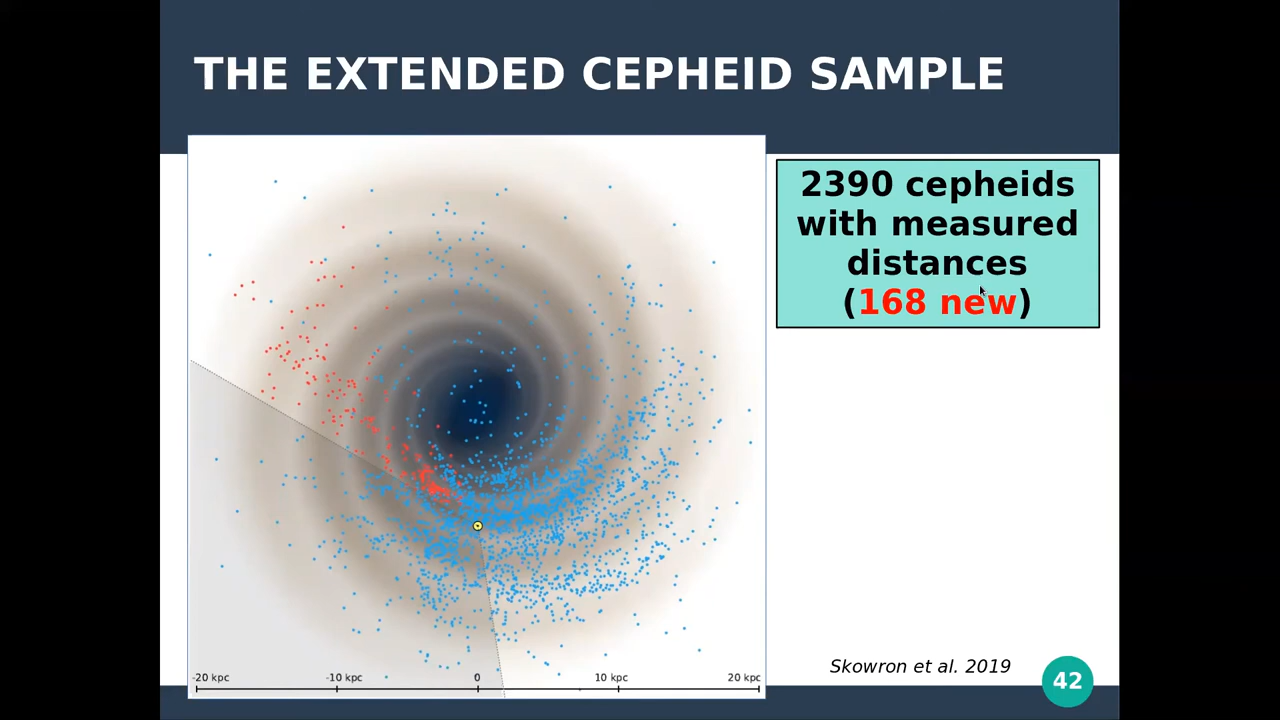 THE EXTENDED CEPHEID SAMPLE
2390 cepheids
with measured
distances
(168 new)
-20 kpc
-10 kpc
0
10 kpc
20 kpc
Skowron et al. 2019
42